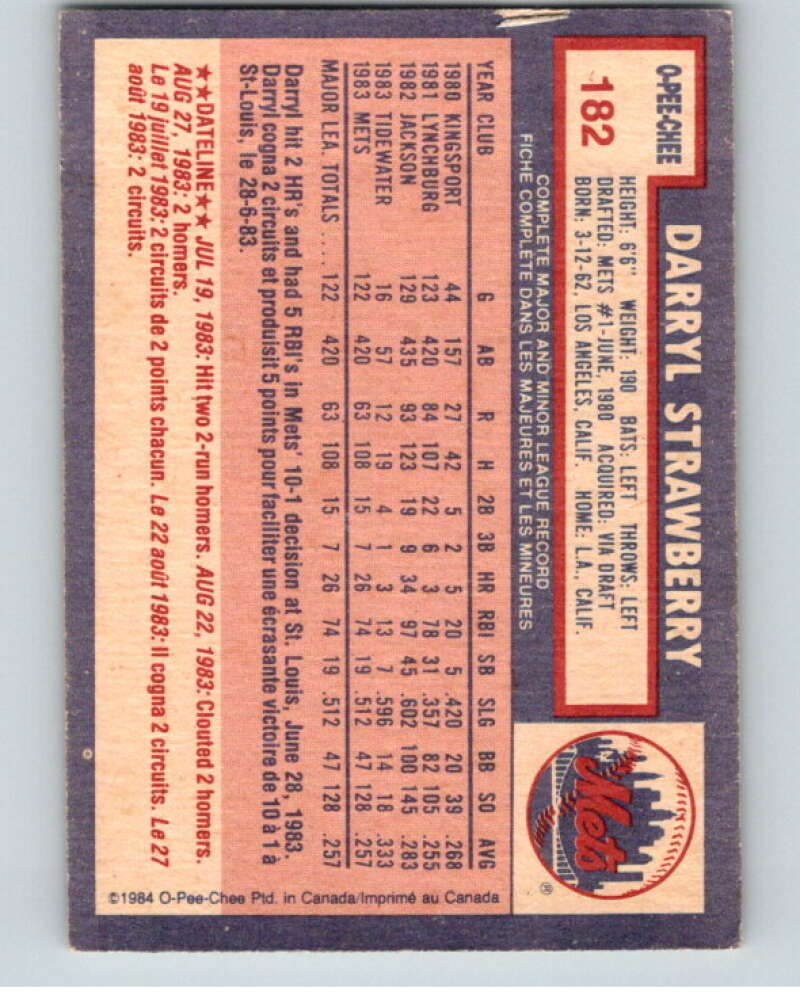 O-PEE-CHEE
182
DARRYL STRAWBERRY
HEIGHT: 6'6" WEIGHT: 190 BATS: LEFT THROWS: LEFT
DRAFTED: METS #1-JUNE, 1980 ACQUIRED: VIA DRAFT
BORN: 3-12-62, LOS ANGELES, CALIF. HOME: L.A., CALIF.
Mets
®
COMPLETE MAJOR AND MINOR LEAGUE RECORD
FICHE COMPLETE DANS LES MAJEURES ET LES MINEURES
YEAR CLUB G AB R H 2B 3B HR RBI SB SLG BB SO AVG
1980 KINGSPORT 44 157 27 42 5 2 5 20 5 .420 20 39 .268
1981 LYNCHBURG 123 420 84 107 22 6 3 78 31 .357 82 105 .255
1982 JACKSON 129 435 93 123 19 9 34 97 45 .602 100 145 .283
1983 TIDEWATER 16 57 12 19 4 1 3 13 7 .596 14 18 .333
1983 METS 122 420 63 108 15 7 26 74 19 .512 47 128 .257
MAJOR LEA. TOTALS .... 122 420 63 108 15 7 26 74 19 .512 47 128 .257
Darryl hit 2 HR's and had 5 RBI's in Mets' 10-1 decision at St. Louis, June 28, 1983.
Darryl cogna 2 circuits et produisit 5 points pour faciliter une écrasante victoire de 10 à 1 à
St-Louis, le 28-6-83.
★★DATELINE★★ JUL 19, 1983: Hit two 2-run homers. AUG 22, 1983: Clouted 2 homers.
AUG 27, 1983: 2 homers.
Le 19 juillet 1983: 2 circuits de 2 points chacun. Le 22 août 1983: Il cogna 2 circuits. Le 27
août 1983: 2 circuits.
©1984 O-Pee-Chee Ptd. in Canada/Imprimé au Canada